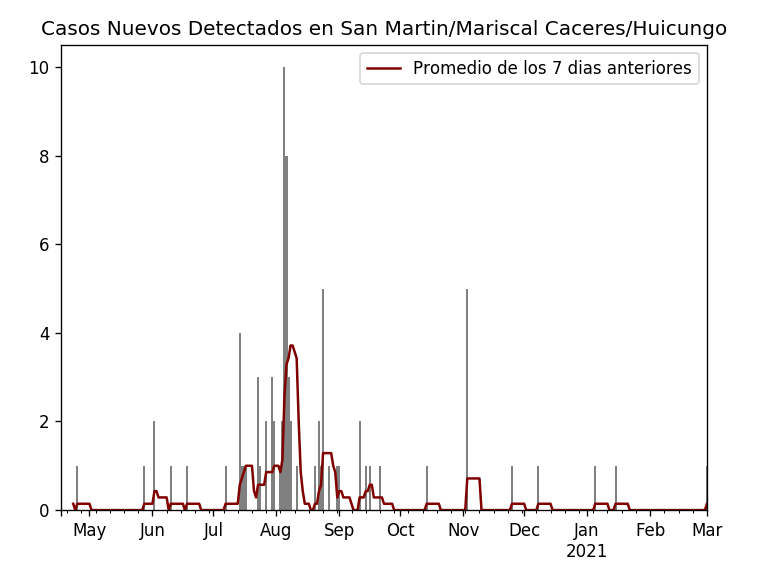 Casos Nuevos Detectados en San Martin/Mariscal Caceres/Huicungo
Promedio de los 7 dias anteriores
10
8
6
4
2
0
May Jun Jul Aug Sep Oct Nov Dec Jan Feb Mar
2021